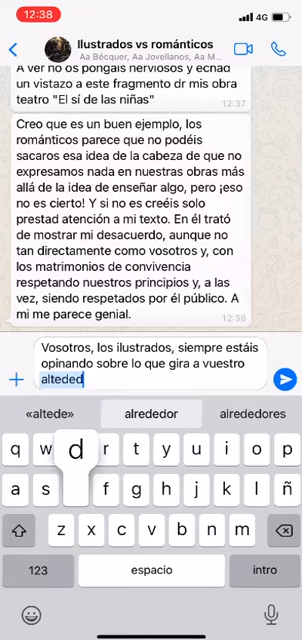 12:38
4G
Ilustrados vs románticos
Aa Bécquer, Aa Jovellanos, Aa M...
A ver no os pongáis nerviosos y echad
un vistazo a este fragmento dr mis obra
teatro "El sí de las niñas"
12:37
Creo que es un buen ejemplo, los
románticos parece que no podéis
sacaros esa idea de la cabeza de que no
expresamos nada en nuestras obras más
allá de la idea de enseñar algo, pero ¡eso
no es cierto! Y si no es creéis solo
prestad atención a mi texto. En él trató
de mostrar mi desacuerdo, aunque no
tan directamente como vosotros y, con
los matrimonios de convivencia
respetando nuestros principios y, a las
vez, siendo respetados por él público. A
mi me parece genial.
12:38
Vosotros, los ilustrados, siempre estáis
opinando sobre lo que gira a vuestro
alteded
«altede»
alrededor
alrededores
q w d r t y u i o p
a s f g h j k l ñ
z x c v b n m
123
espacio
intro